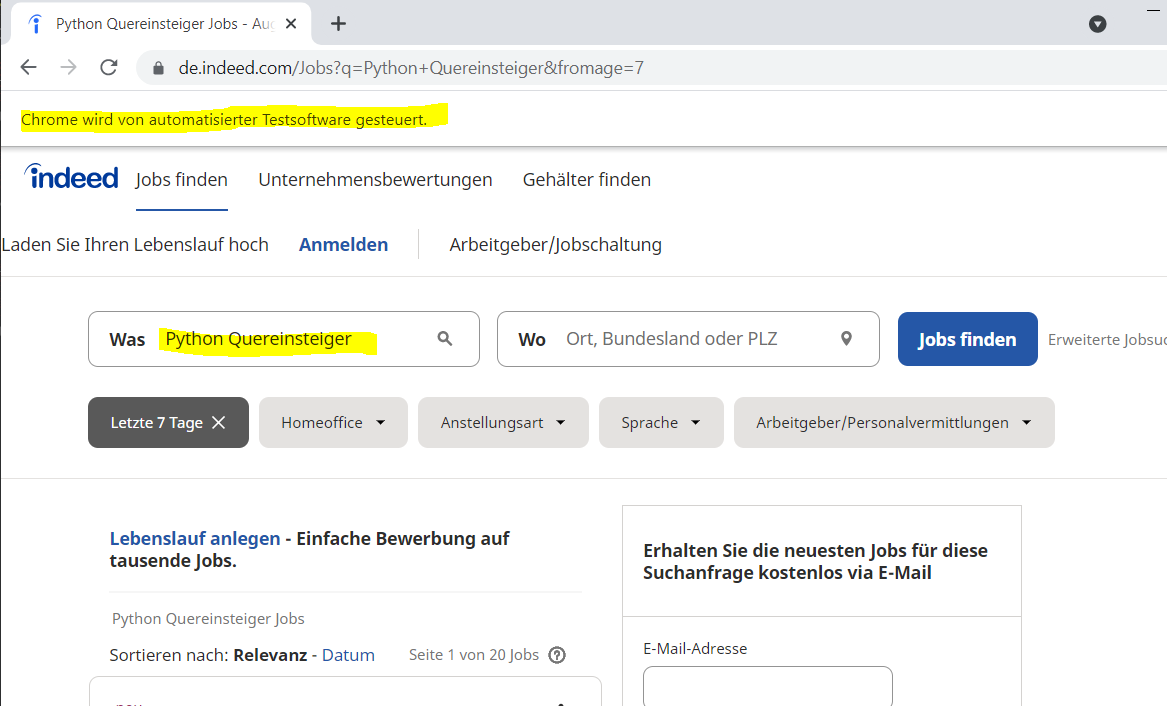 Python Quereinsteiger Jobs - Aug
de.indeed.com/Jobs?q=Python+Quereinsteiger&fromage=7
Chrome wird von automatisierter Testsoftware gesteuert.
indeed Jobs finden Unternehmensbewertungen Gehälter finden
Laden Sie Ihren Lebenslauf hoch Anmelden Arbeitgeber/Jobschaltung
Was Python Quereinsteiger Wo Ort, Bundesland oder PLZ Jobs finden Erweiterte
Letzte 7 Tage Homeoffice Anstellungsart Sprache Arbeitgeber/Personalvermittlungen
Lebenslauf anlegen - Einfache Bewerbung auf
tausende Jobs.
Python Quereinsteiger Jobs
Sortieren nach: Relevanz - Datum Seite 1 von 20 Jobs
Erhalten Sie die neuesten Jobs für diese
Suchanfrage kostenlos via E-Mail
E-Mail-Adresse